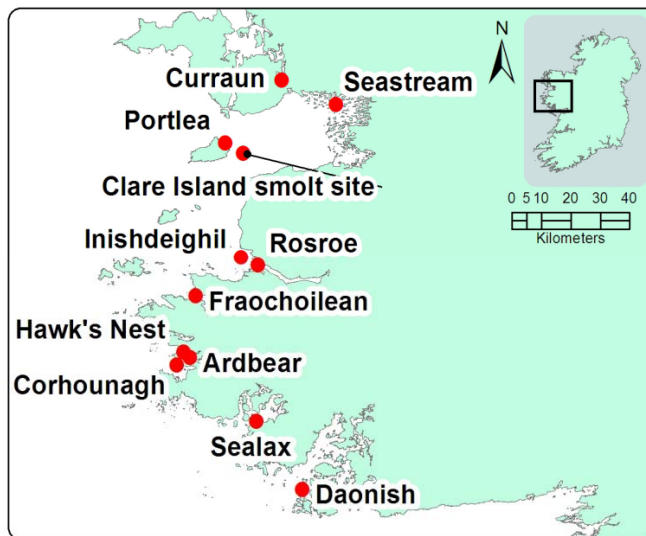 N
Curraun
Seastream
Portlea
Clare Island smolt site
0 5 10 20 30 40
Kilometers
Inishdeighil
Rosroe
Fraochoilean
Hawk's Nest
Ardbear
Corhounagh
Sealax
Daonish